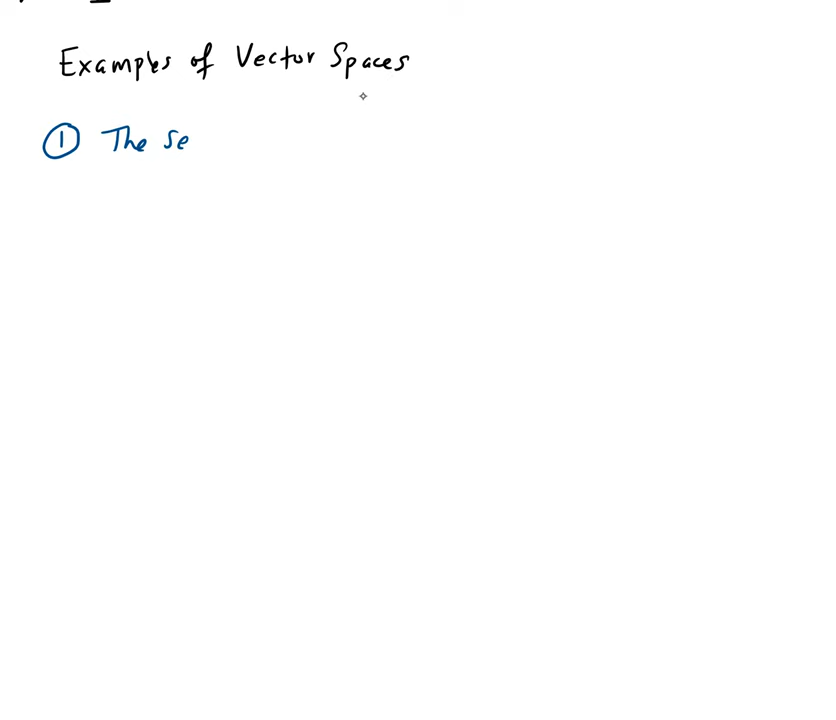 Examples of Vector Spaces
① The se